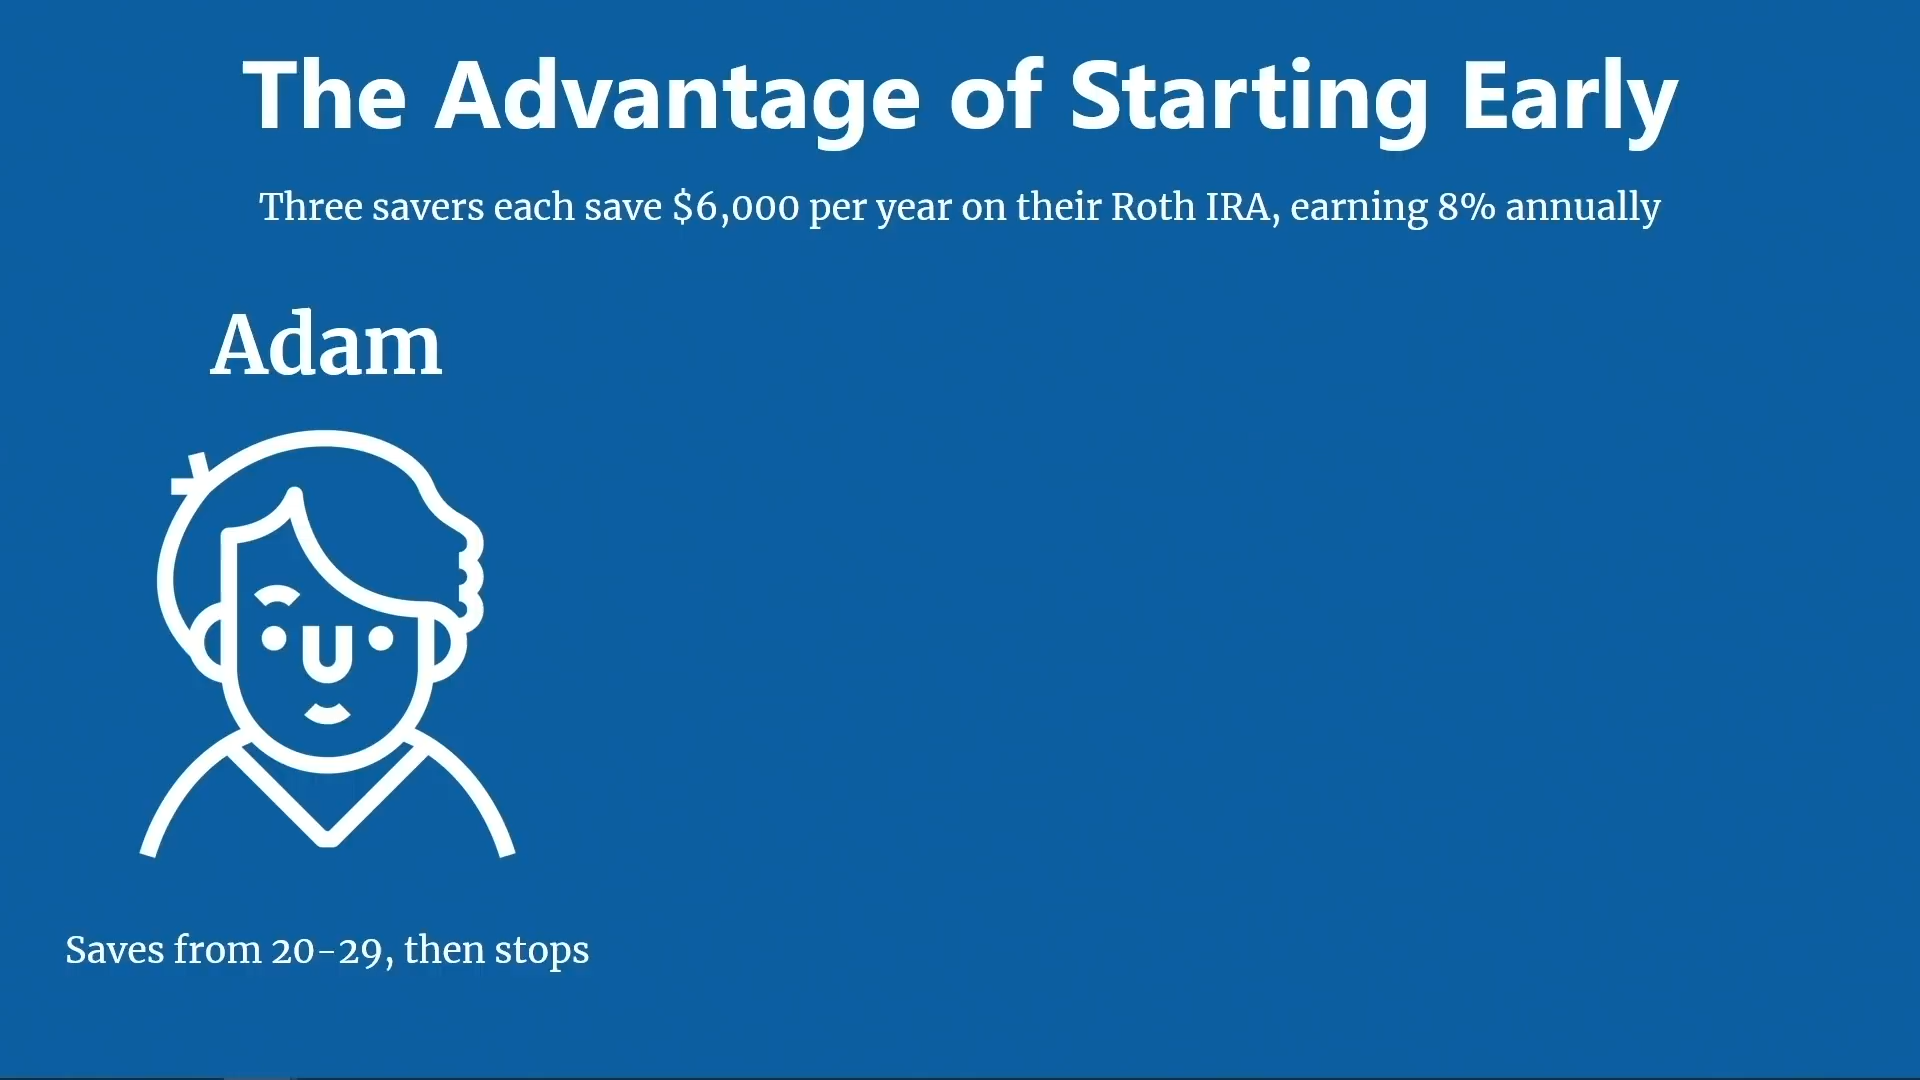 The Advantage of Starting Early
Three savers each save $6,000 per year on their Roth IRA, earning 8% annually
Adam
Saves from 20-29, then stops